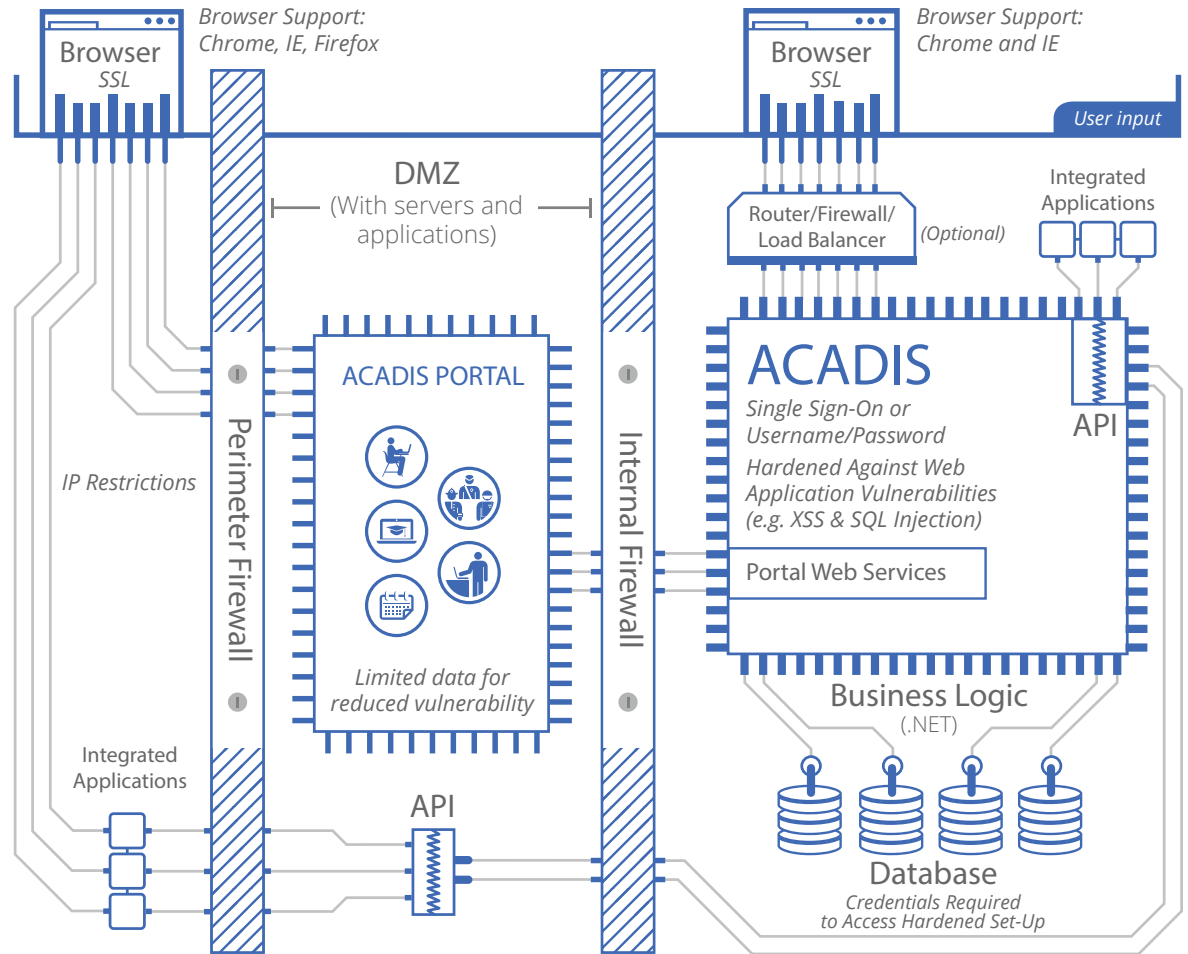 Browser Support:
Chrome, IE, Firefox
Browser
SSL
Browser Support:
Chrome and IE
Browser
SSL
User input
DMZ
(With servers and
applications)
Router/Firewall/
Load Balancer
(Optional)
Integrated
Applications
ACADIS PORTAL
Limited data for
reduced vulnerability
IP Restrictions
Perimeter Firewall
Internal Firewall
ACADIS
Single Sign-On or
Username/Password
Hardened Against Web
Application Vulnerabilities
(e.g. XSS & SQL Injection)
API
Portal Web Services
Business Logic
(.NET)
Integrated
Applications
API
Database
Credentials Required
to Access Hardened Set-Up